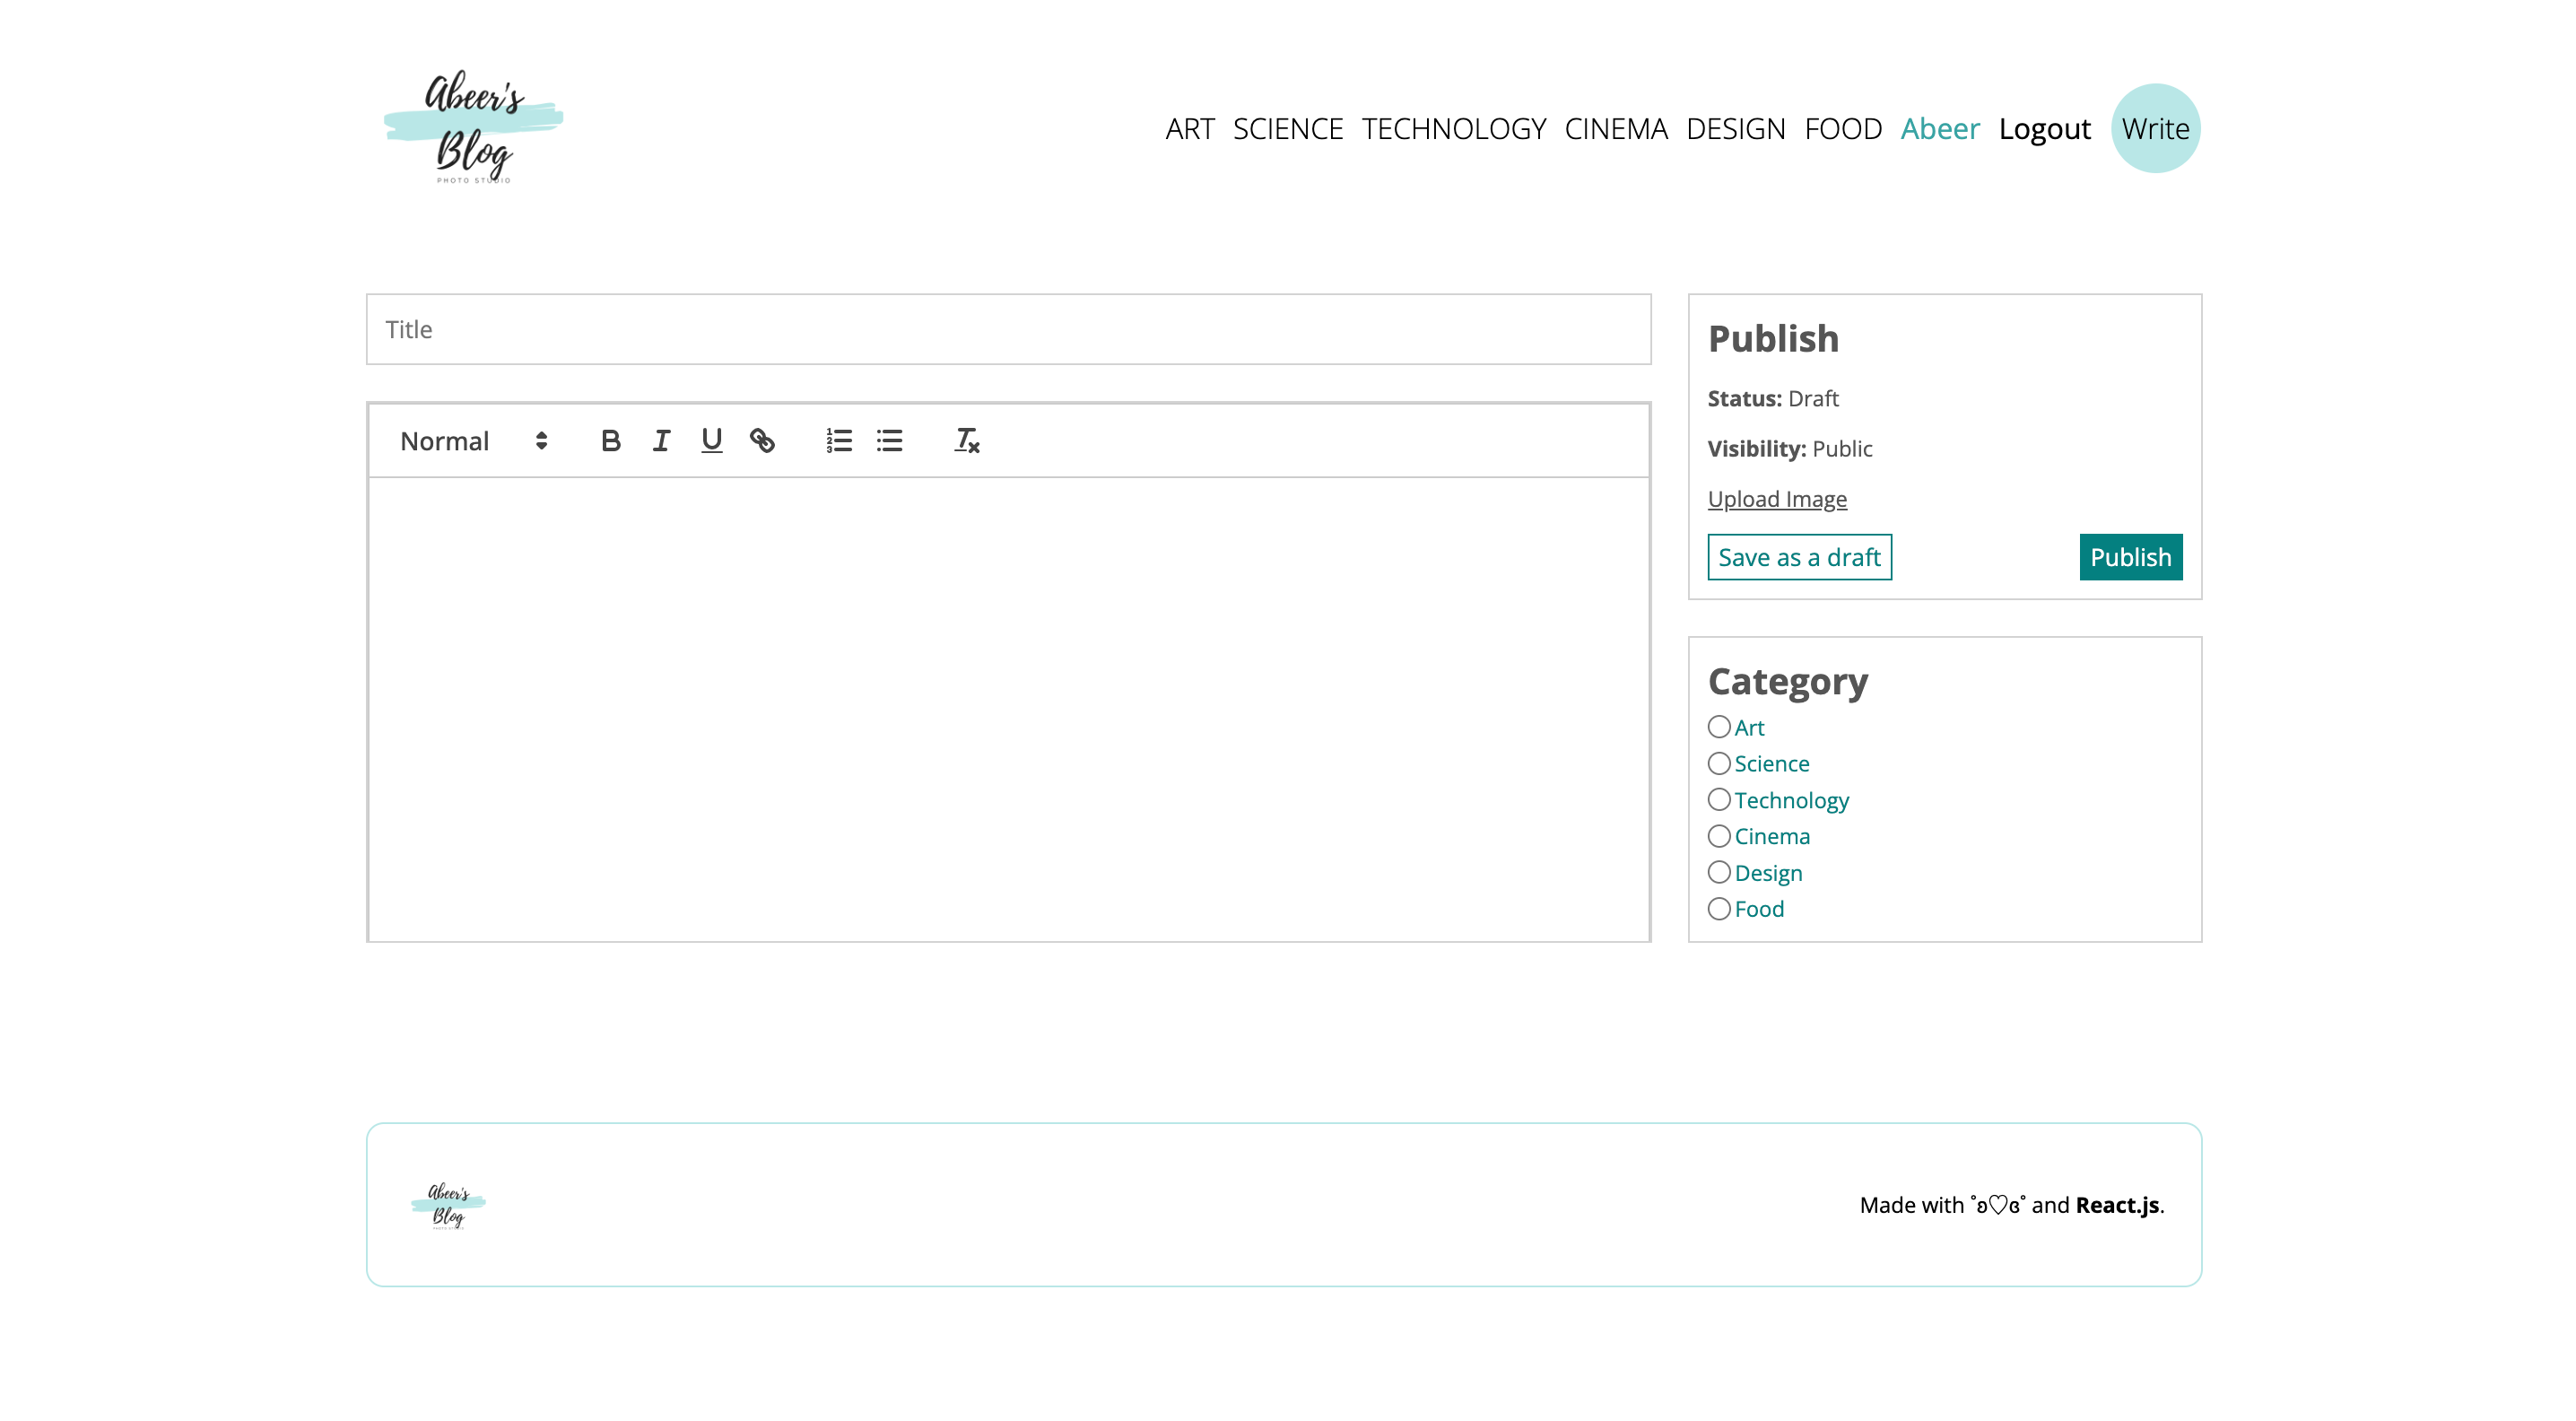 Abeer's
Blog
PHOTO STUDIO
ART SCIENCE TECHNOLOGY CINEMA DESIGN FOOD Abeer Logout Write
Title
Normal
Publish
Status: Draft
Visibility: Public
Upload Image
Save as a draft Publish
Category
Art
Science
Technology
Cinema
Design
Food
Abeer's
Blog
PHOTO STUDIO
Made with ˚ʚ♡ɞ˚ and React.js.